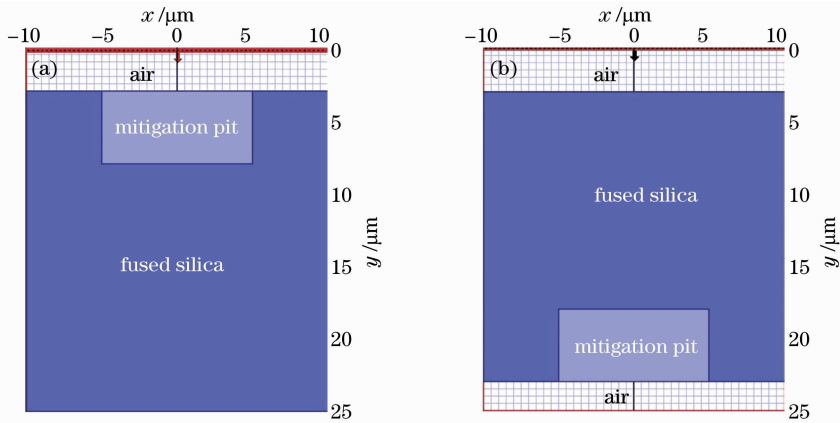 x /μm
−10 −5 0 5 10
(a)
air
mitigation pit
fused silica
0
5
10
15
20
25
y /μm
x /μm
−10 −5 0 5 10
(b)
air
fused silica
mitigation pit
air
0
5
10
15
20
25
y /μm